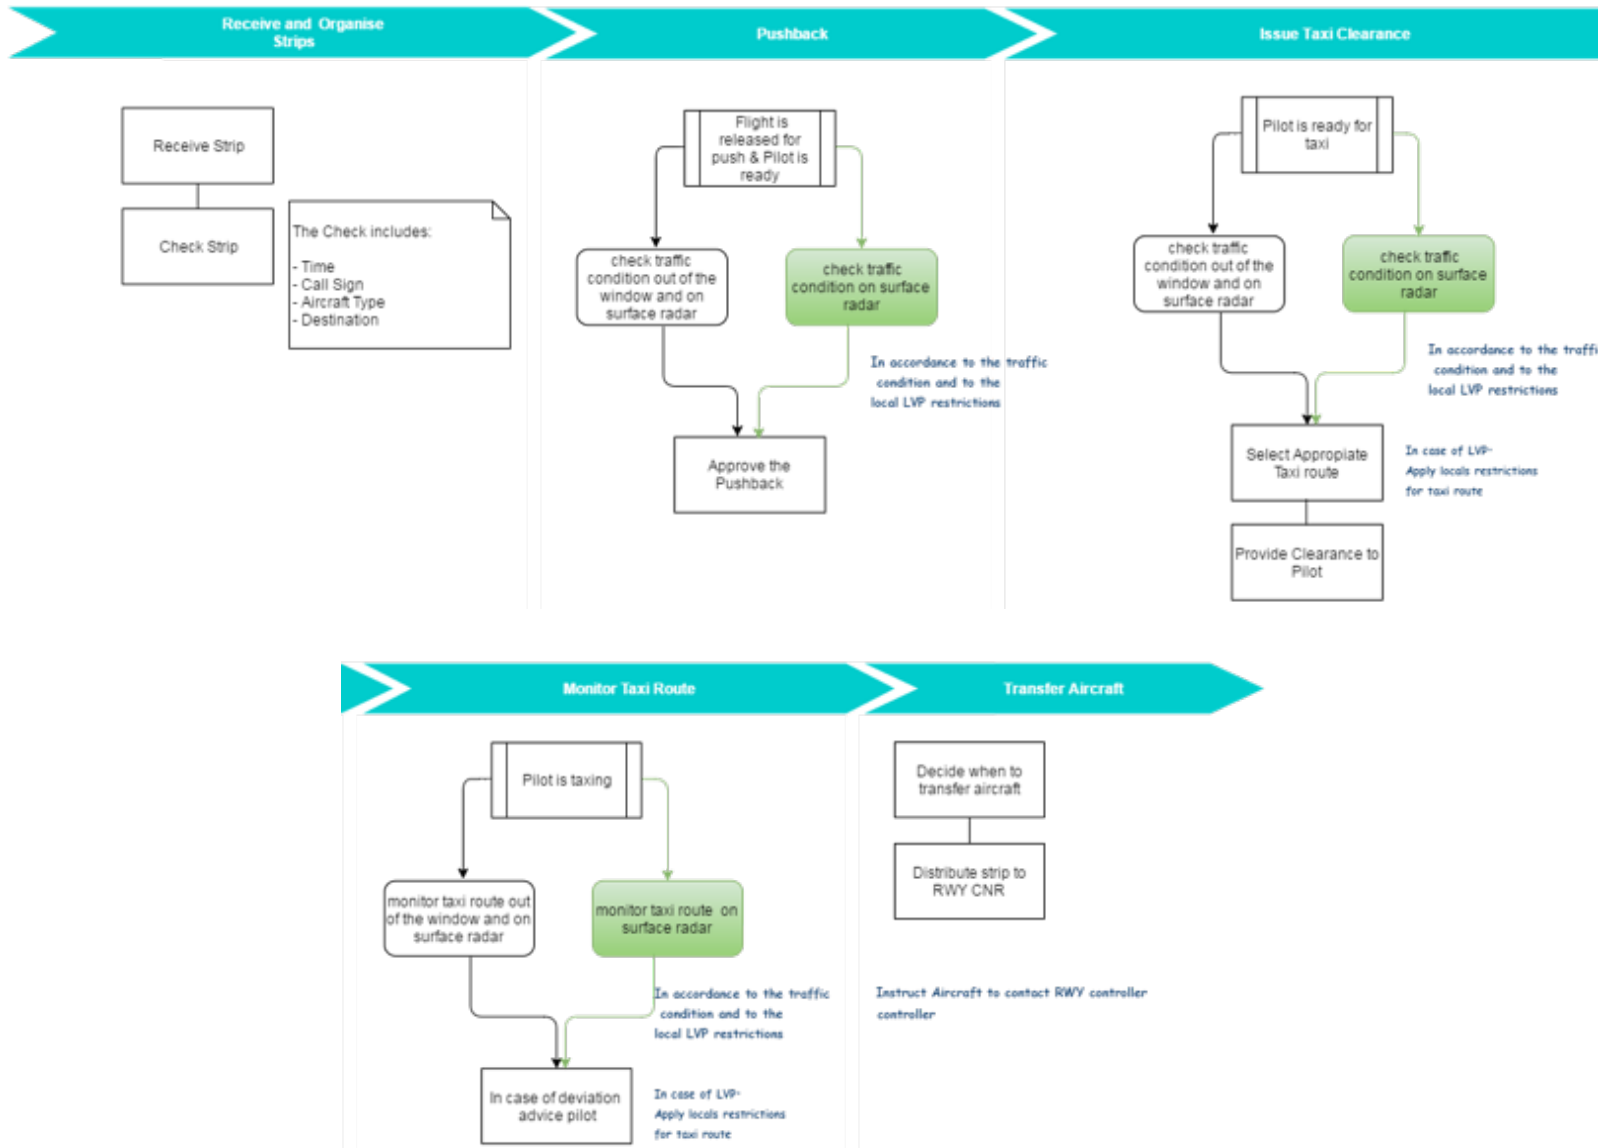 Receive and Organise
Strips
Pushback
Issue Taxi Clearance
Receive Strip
Check Strip
The Check includes:
- Time
- Call Sign
- Aircraft Type
- Destination
Flight is
released for
push & Pilot is
ready
check traffic
condition out of the
window and on
surface radar
check traffic
condition on surface
radar
In accordance to the traffic
condition and to the
local LVP restrictions
Approve the
Pushback
Pilot is ready for
taxi
check traffic
condition out of the
window and on
surface radar
check traffic
condition on surface
radar
In accordance to the traffi
condition and to the
local LVP restrictions
Select Appropiate
Taxi route
In case of LVP-
Apply locals restrictions
for taxi route
Provide Clearance to
Pilot
Monitor Taxi Route
Transfer Aircraft
Pilot is taxing
monitor taxi route out
of the window and on
surface radar
monitor taxi route on
surface radar
In accordance to the traffic
condition and to the
local LVP restrictions
In case of deviation
advice pilot
In case of LVP-
Apply locals restrictions
for taxi route
Decide when to
transfer aircraft
Distribute strip to
RWY CNR
Instruct Aircraft to contact RWY controller
controller